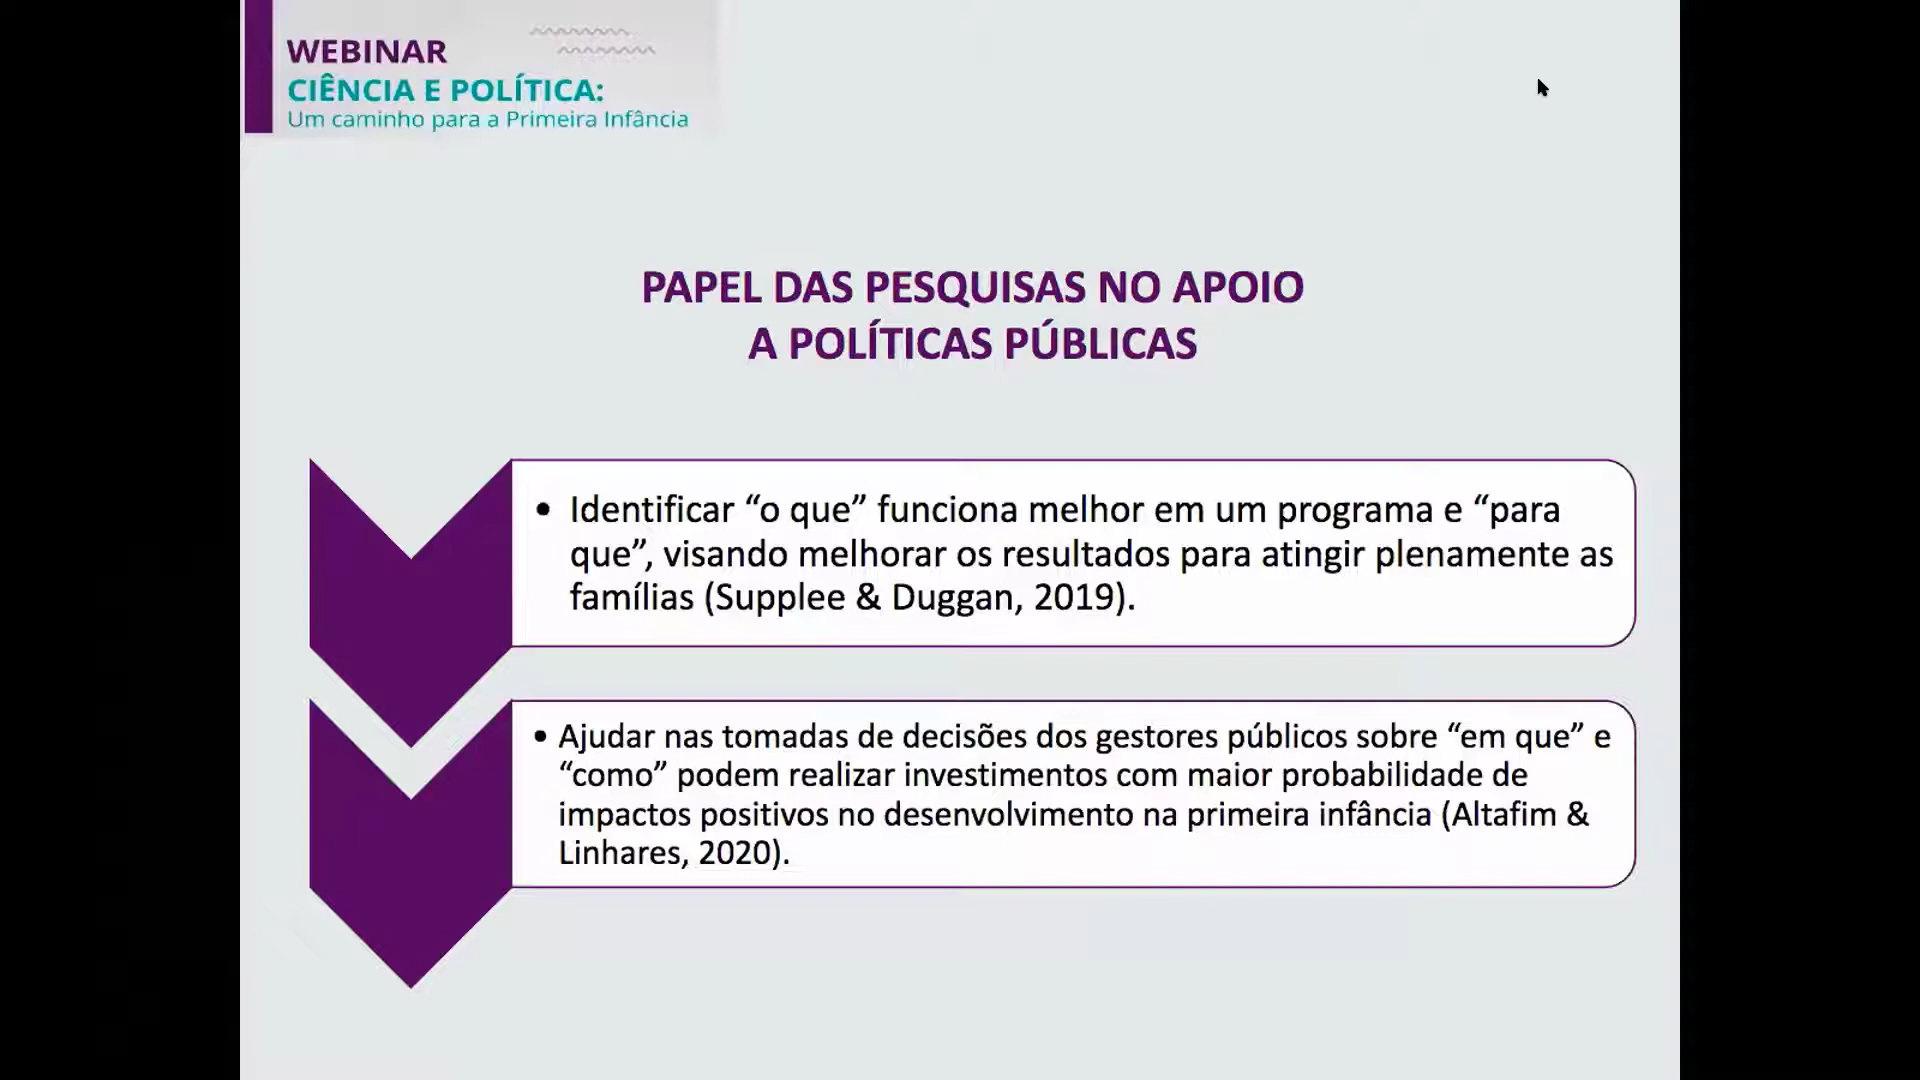 WEBINAR
CIÊNCIA E POLÍTICA:
Um caminho para a Primeira Infância
PAPEL DAS PESQUISAS NO APOIO
A POLÍTICAS PÚBLICAS
• Identificar “o que” funciona melhor em um programa e “para
que”, visando melhorar os resultados para atingir plenamente as
famílias (Supplee & Duggan, 2019).
• Ajudar nas tomadas de decisões dos gestores públicos sobre “em que” e
“como” podem realizar investimentos com maior probabilidade de
impactos positivos no desenvolvimento na primeira infância (Altafim &
Linhares, 2020).